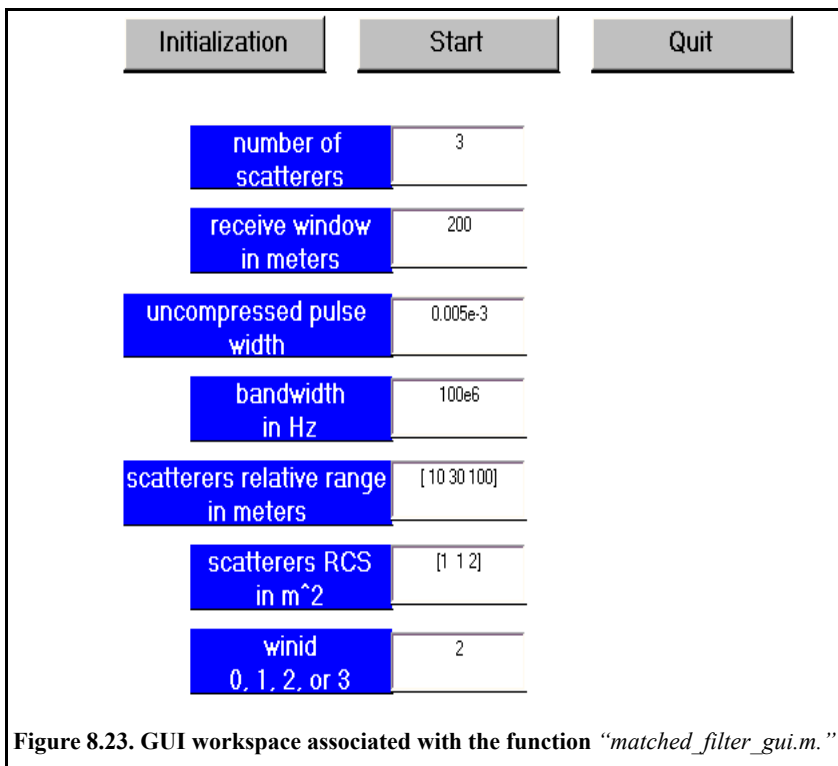 Initialization Start Quit
number of
scatterers
3
receive window
in meters
200
uncompressed pulse
width
0.005e-3
bandwidth
in Hz
100e6
scatterers relative range
in meters
[ 10 30 100]
scatterers RCS
in m^2
[1 1 2]
winid
0, 1, 2, or 3
2
Figure 8.23. GUI workspace associated with the function “matched_filter_gui.m.”